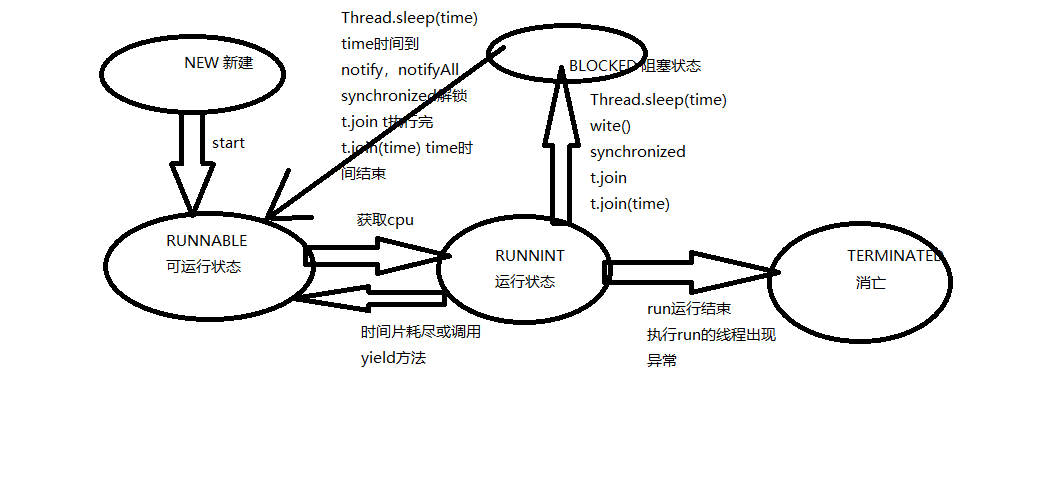 NEW 新建
start
Thread.sleep(time)
time时间到
notify，notifyAll
synchronized解锁
t.join t执行完
t.join(time) time时
间结束
BLOCKED 阻塞状态
Thread.sleep(time)
wite()
synchronized
t.join
t.join(time)
RUNNABLE
可运行状态
获取cpu
时间片耗尽或调用
yield方法
RUNNINT
运行状态
run运行结束
执行run的线程出现
异常
TERMINATED
消亡